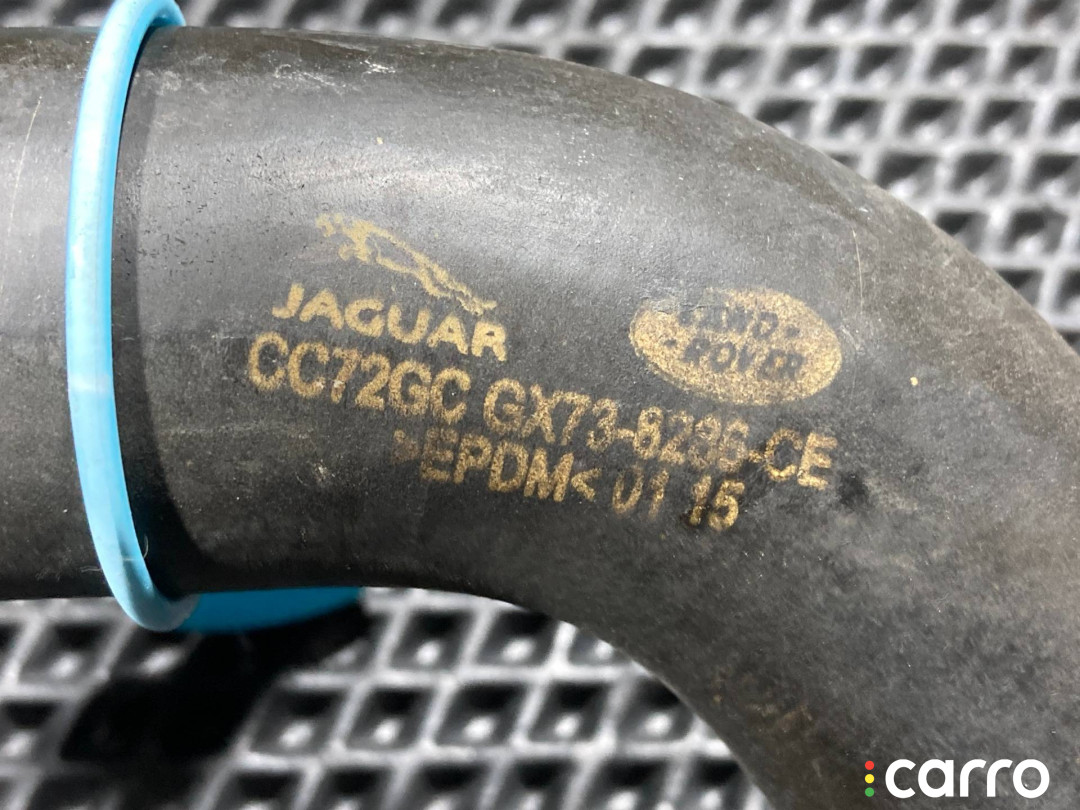 JAGUAR
LAND
ROVER
CC72GC GX73-8286-CE
>EPDM< 01 15
carro